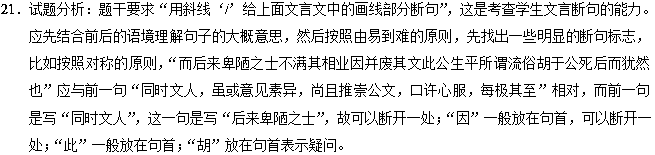 21. 试题分析：题干要求“用斜线‘/’给上面文言文中的画线部分断句”，这是考查学生文言断句的能力。
应先结合前后的语境理解句子的大概意思，然后按照由易到难的原则，先找出一些明显的断句标志，
比如按照对称的原则，“而后来卑陋之士不满其相业因并废其文此公生平所谓流俗胡于公死后而犹然
也”应与前一句“同时文人，虽或意见素异，尚且推崇公文，口许心服，每极其至”相对，而前一句
是写“同时文人”，这一句是写“后来卑陋之士”，故可以断开一处；“因”一般放在句首，可以断开一
处；“此”一般放在句首；“胡”放在句首表示疑问。